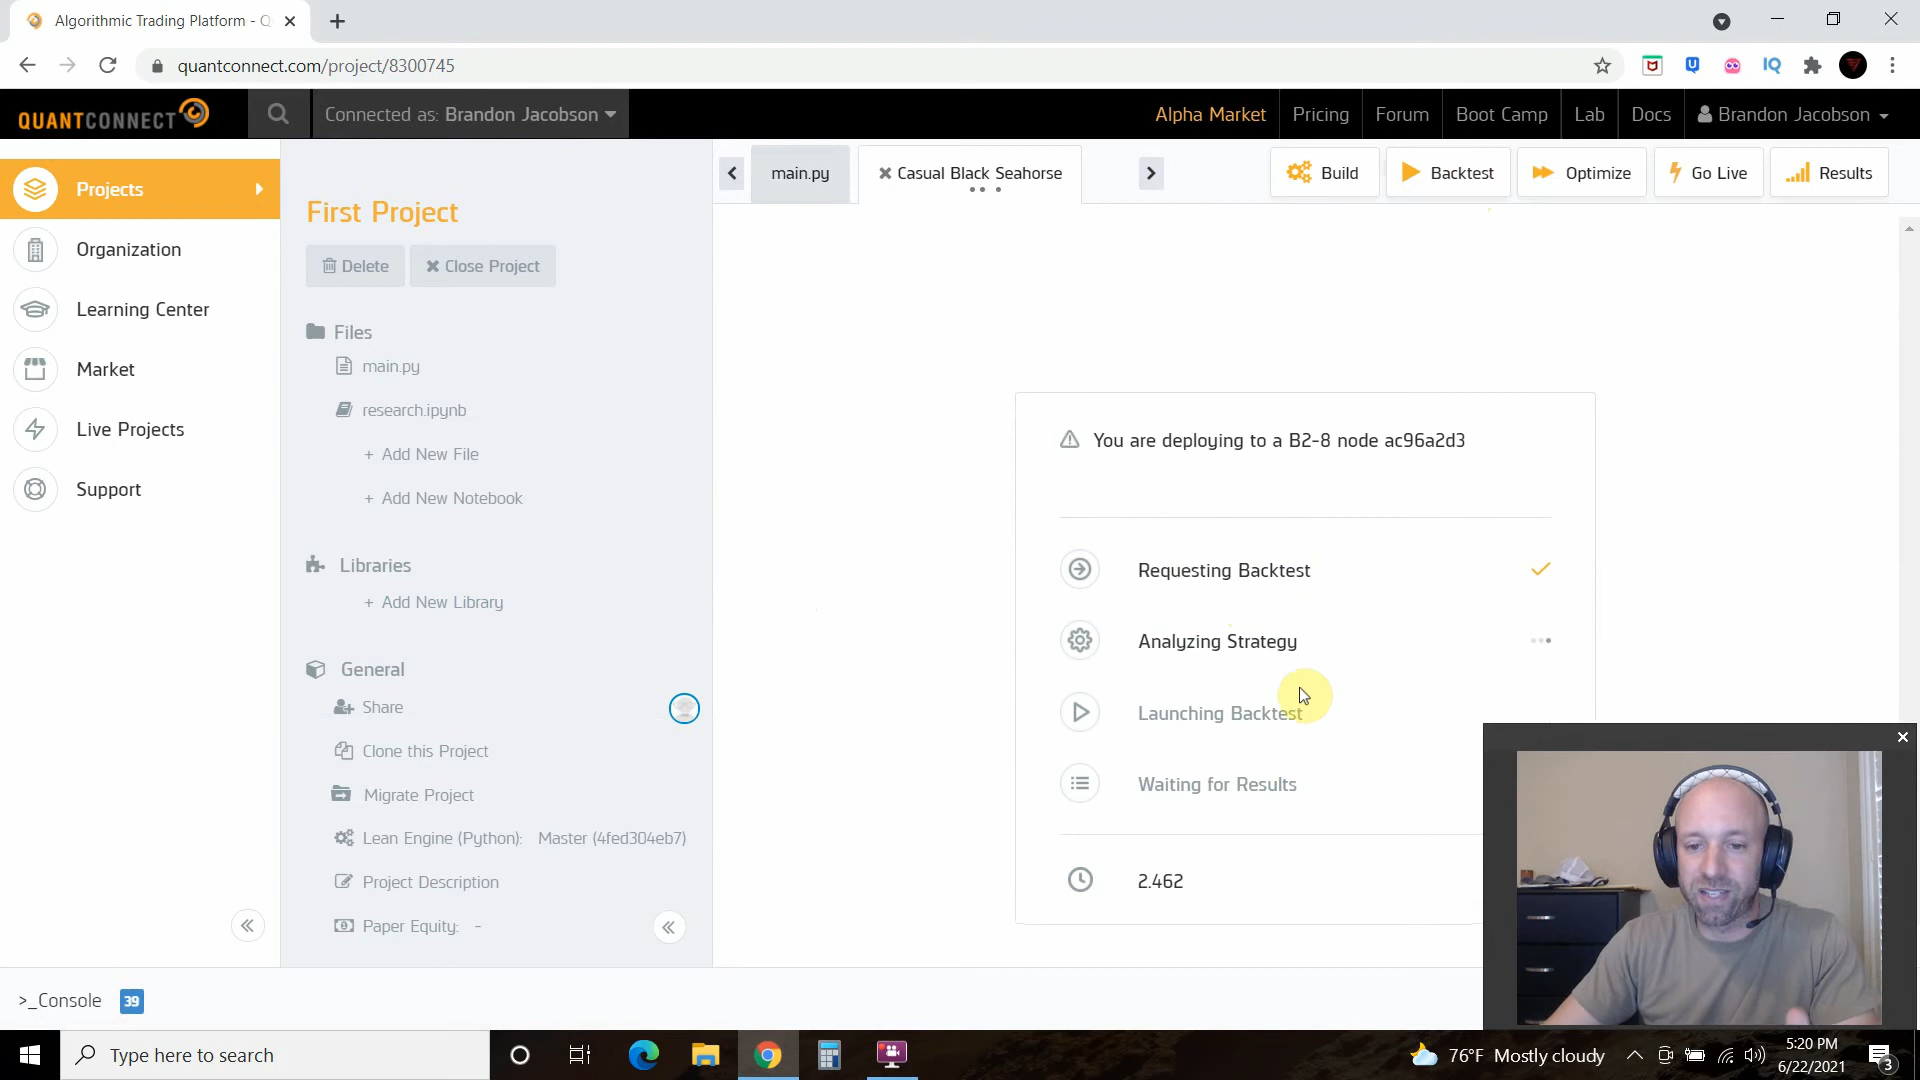 Algorithmic Trading Platform - Q
quantconnect.com/project/8300745
IQ
QUANTCONNECT
Connected as: Brandon Jacobson
Alpha Market
Pricing
Forum
Boot Camp
Lab
Docs
Brandon Jacobson
Projects
Organization
Learning Center
Market
Live Projects
Support
First Project
Delete
Close Project
Files
main.py
research.ipynb
+ Add New File
+ Add New Notebook
Libraries
+ Add New Library
General
Share
Clone this Project
Migrate Project
Lean Engine (Python): Master (4fed304eb7)
Project Description
Paper Equity: -
main.py
Casual Black Seahorse
Build
Backtest
Optimize
Go Live
Results
You are deploying to a B2-8 node ac96a2d3
Requesting Backtest
Analyzing Strategy
Launching Backtest
Waiting for Results
2.462
>_Console 39
Type here to search
76°F Mostly cloudy
5:20 PM
6/22/2021
3